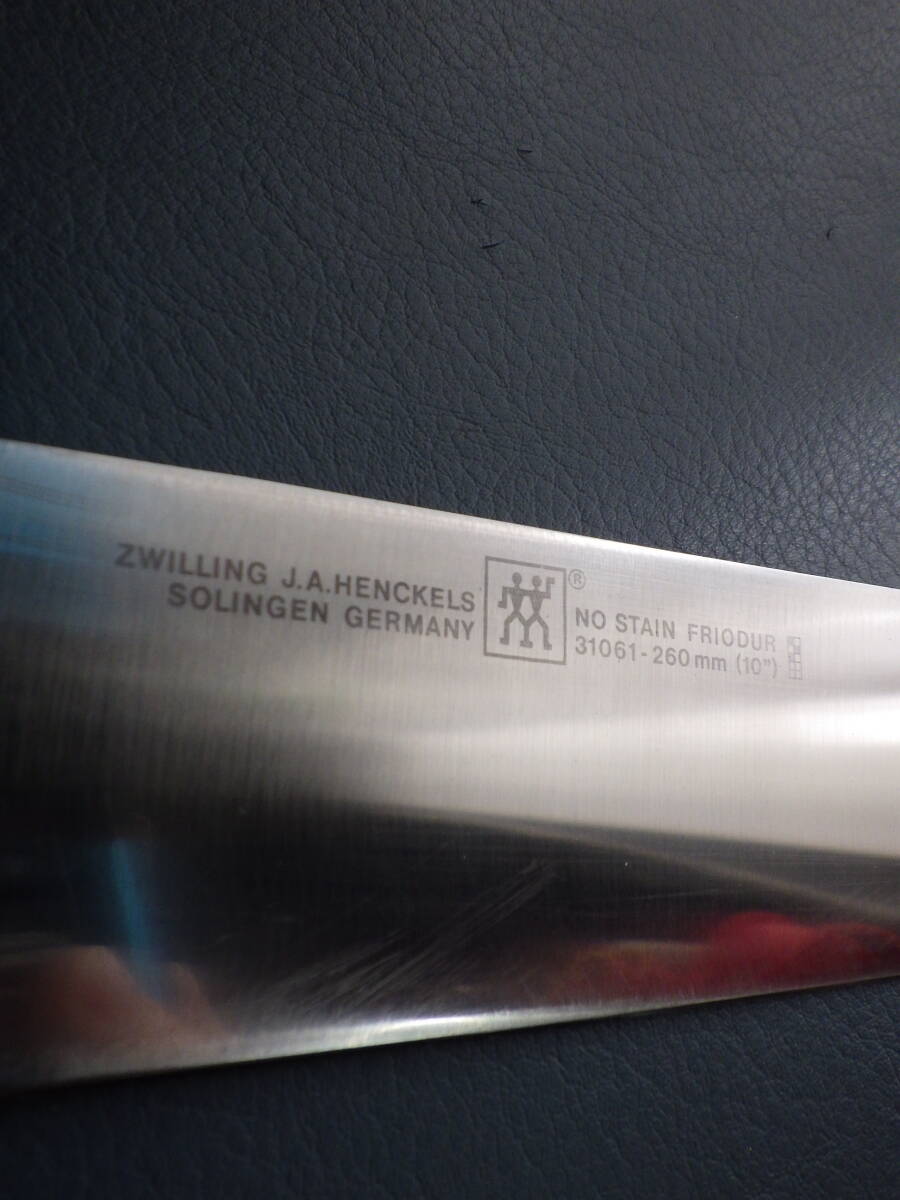 ZWILLING J.A.HENCKELS
SOLINGEN GERMANY
®
NO STAIN FRIODUR
31061-260mm (10")